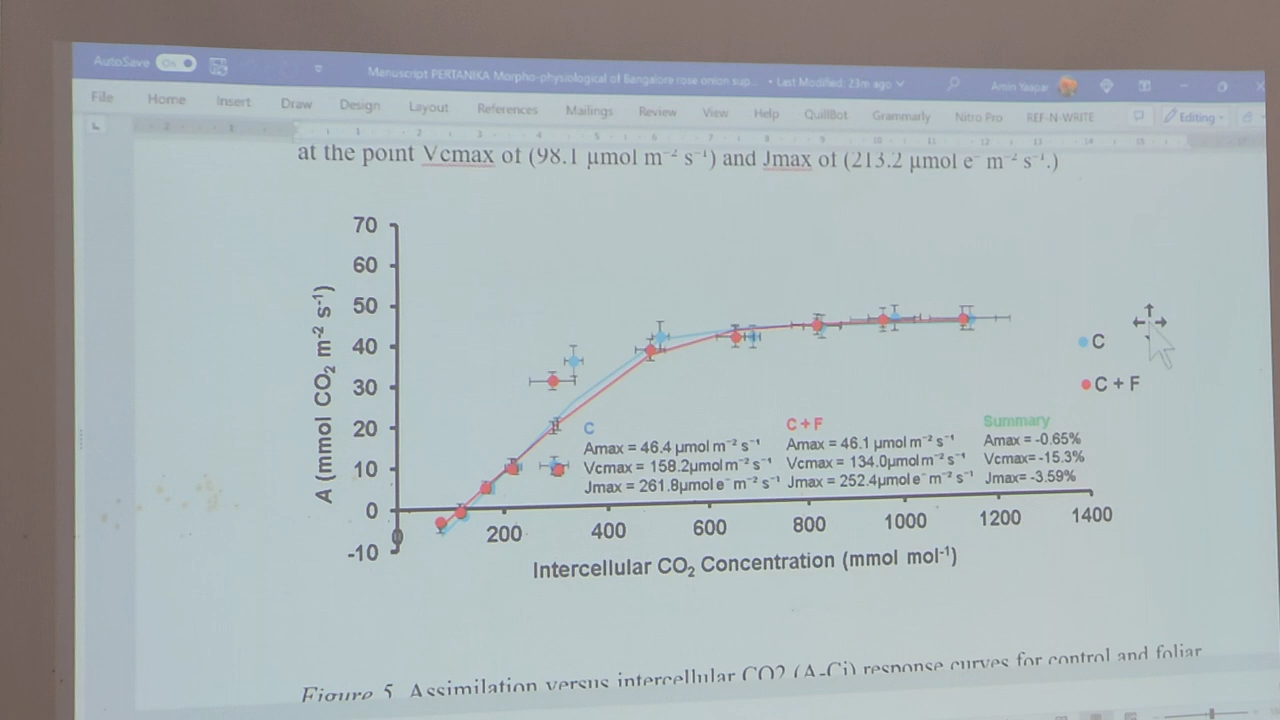 AutoSave On Manuscript PERTANIKA Morpho-physiological of Bangalore rose onion sup... • Last Modified: 23m ago Amin Yaspar
File Home Insert Draw Design Layout References Mailings Review View Help QuillBot Grammarly Nitro Pro REF-N-WRITE Editing
at the point Vcmax of (98.1 µmol m⁻² s⁻¹) and Jmax of (213.2 µmol e⁻ m⁻² s⁻¹.)
70
60
50
40
30
20
10
0
-10
A (mmol CO₂ m⁻² s⁻¹)
C
C + F
C
Amax = 46.4 µmol m⁻² s⁻¹
Vcmax = 158.2µmol m⁻² s⁻¹
Jmax = 261.8µmol e⁻ m⁻² s⁻¹
C + F
Amax = 46.1 µmol m⁻² s⁻¹
Vcmax = 134.0µmol m⁻² s⁻¹
Jmax = 252.4µmol e⁻ m⁻² s⁻¹
Summary
Amax = -0.65%
Vcmax= -15.3%
Jmax= -3.59%
0 200 400 600 800 1000 1200 1400
Intercellular CO₂ Concentration (mmol mol⁻¹)
Figure 5. Assimilation versus intercellular CO2 (A-Ci) response curves for control and foliar